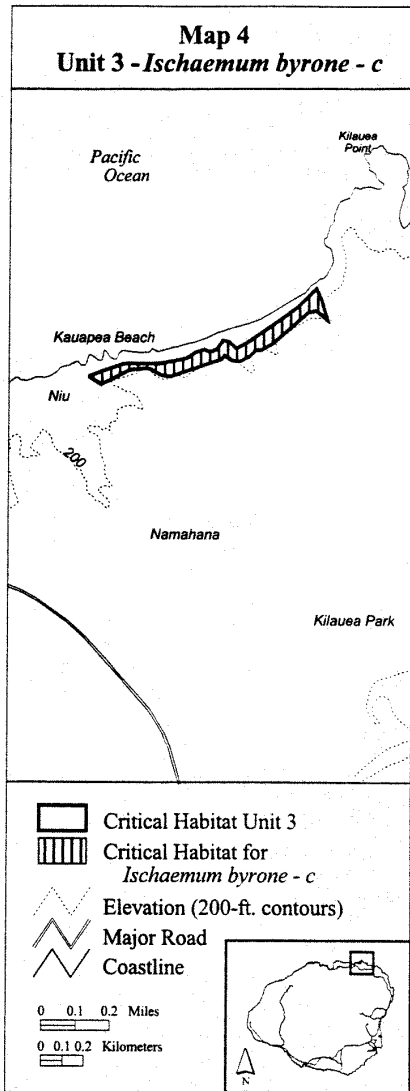 Map 4
Unit 3 - Ischaemum byrone - c
Kilauea
Point
Pacific
Ocean
Kauapea Beach
Niu
200
Namahana
Kilauea Park
Critical Habitat Unit 3
Critical Habitat for
Ischaemum byrone - c
Elevation (200-ft. contours)
Major Road
Coastline
0 0.1 0.2 Miles
0 0.1 0.2 Kilometers
N